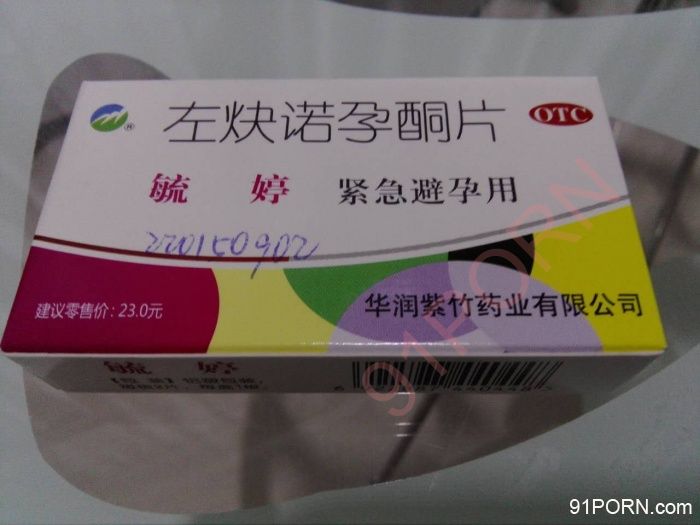 左炔诺孕酮片
OTC
®
毓 婷 紧急避孕用
220150902
建议零售价：23.0元
华润紫竹药业有限公司
毓 婷
91PORN
91PORN.com